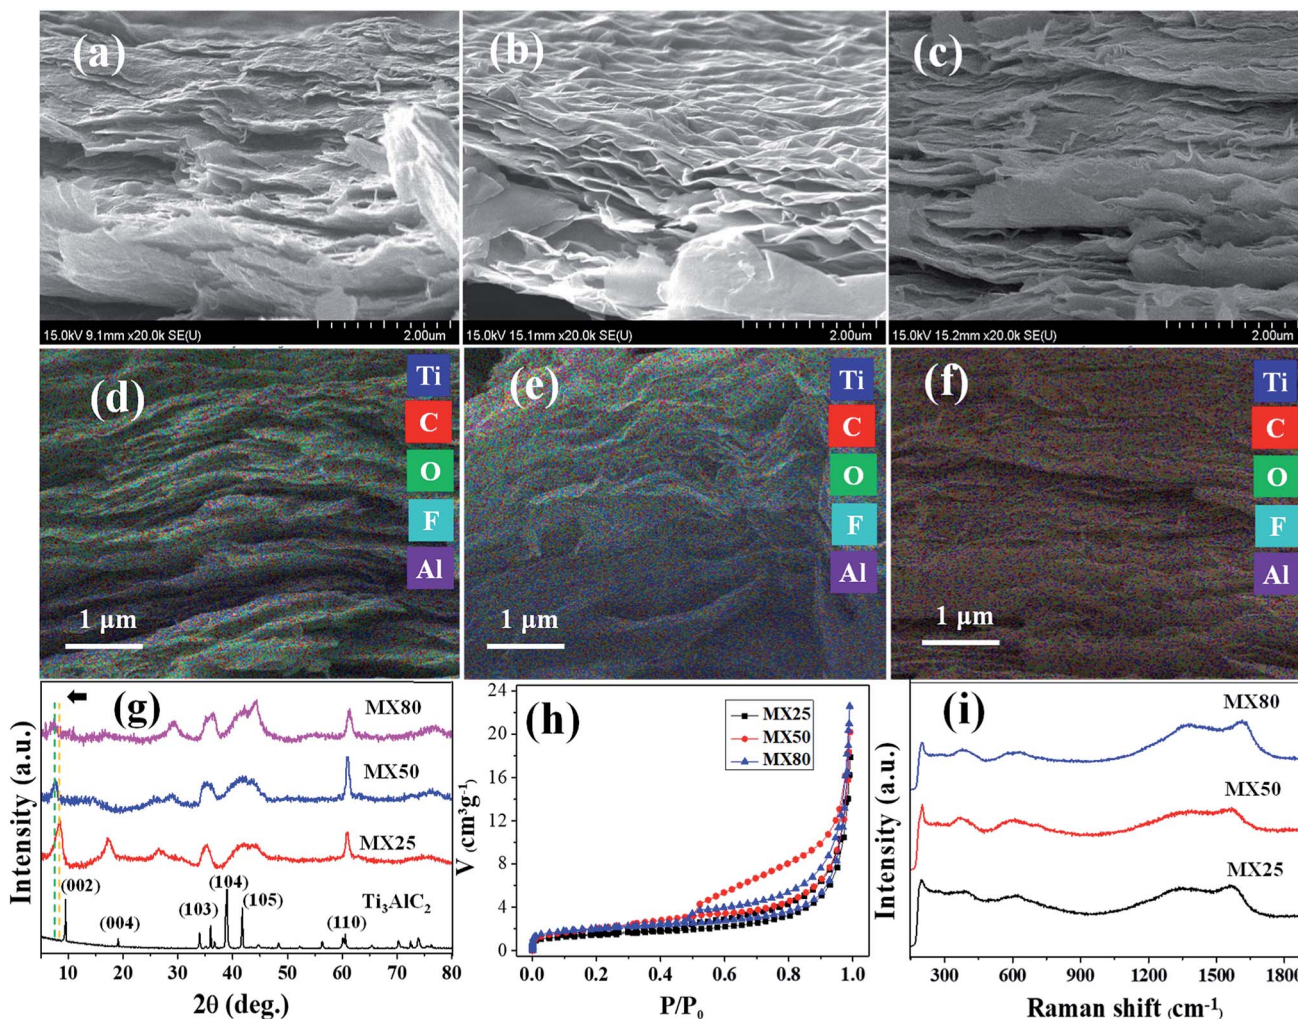 (a)
(b)
(c)
15.0kV 9.1mm x20.0k SE(U) 2.00um
15.0kV 15.1mm x20.0k SE(U) 2.00um
15.0kV 15.2mm x20.0k SE(U) 2.00um
(d)
Ti
C
O
F
Al
1 µm
(e)
Ti
C
O
F
Al
1 µm
(f)
Ti
C
O
F
Al
1 µm
(g)
Intensity (a.u.)
MX80
MX50
MX25
Ti₃AlC₂
(002)
(004)
(103)
(104)
(105)
(110)
10 20 30 40 50 60 70 80
2θ (deg.)
(h)
V (cm³g⁻¹)
24
20
16
12
8
4
0
MX25
MX50
MX80
0.0 0.2 0.4 0.6 0.8 1.0
P/P₀
(i)
Intensity (a.u.)
MX80
MX50
MX25
150 300 600 900 1200 1500 1800
Raman shift (cm⁻¹)